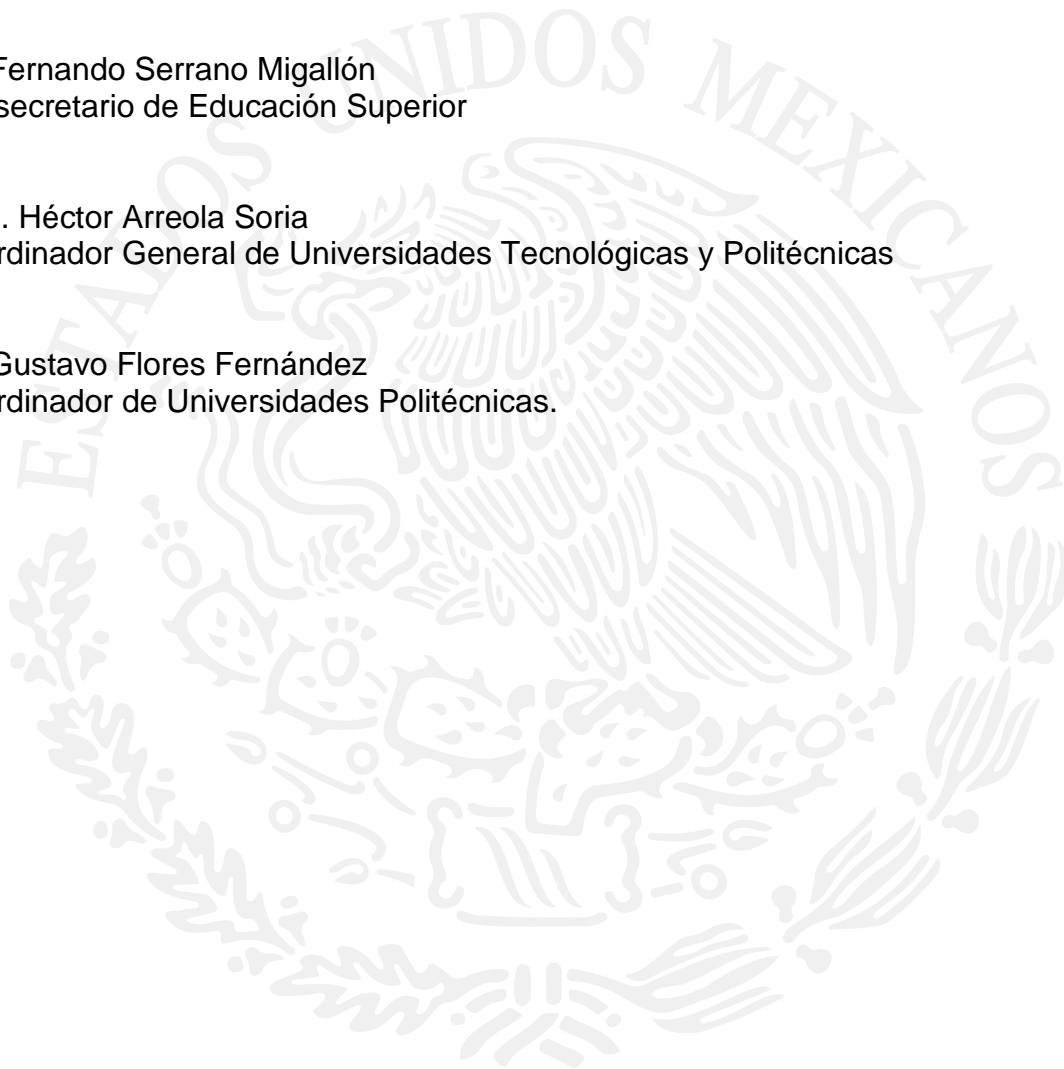 Fernando Serrano Migallón
secretario de Educación Superior
. Héctor Arreola Soria
rdinador General de Universidades Tecnológicas y Politécnicas
Gustavo Flores Fernández
rdinador de Universidades Politécnicas.
ESTADOS UNIDOS MEXICANOS